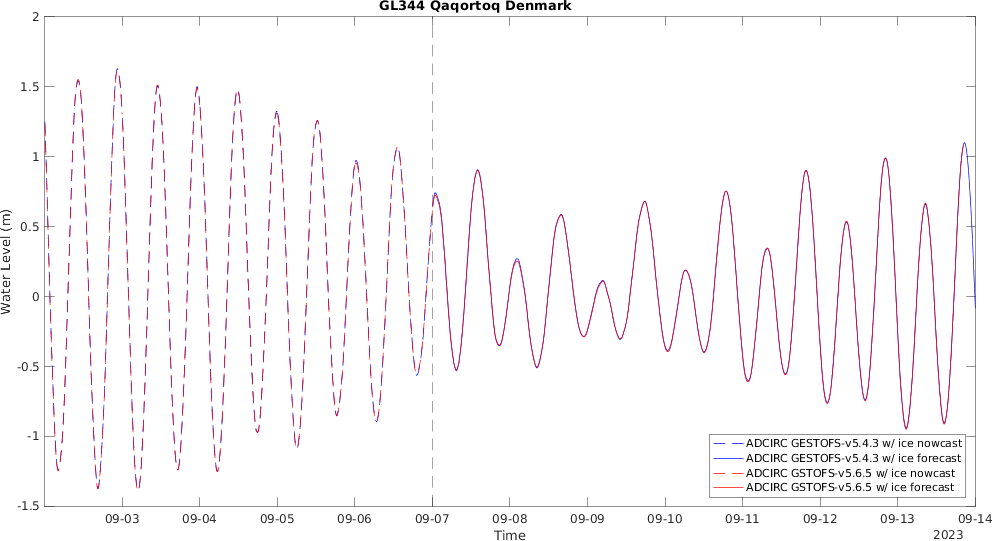 GL344 Qaqortoq Denmark
2
1.5
1
0.5
0
-0.5
-1
-1.5
Water Level (m)
ADCIRC GESTOFS-v5.4.3 w/ ice nowcast
ADCIRC GESTOFS-v5.4.3 w/ ice forecast
ADCIRC GSTOFS-v5.6.5 w/ ice nowcast
ADCIRC GSTOFS-v5.6.5 w/ ice forecast
09-03 09-04 09-05 09-06 09-07 09-08 09-09 09-10 09-11 09-12 09-13 09-14
Time
2023